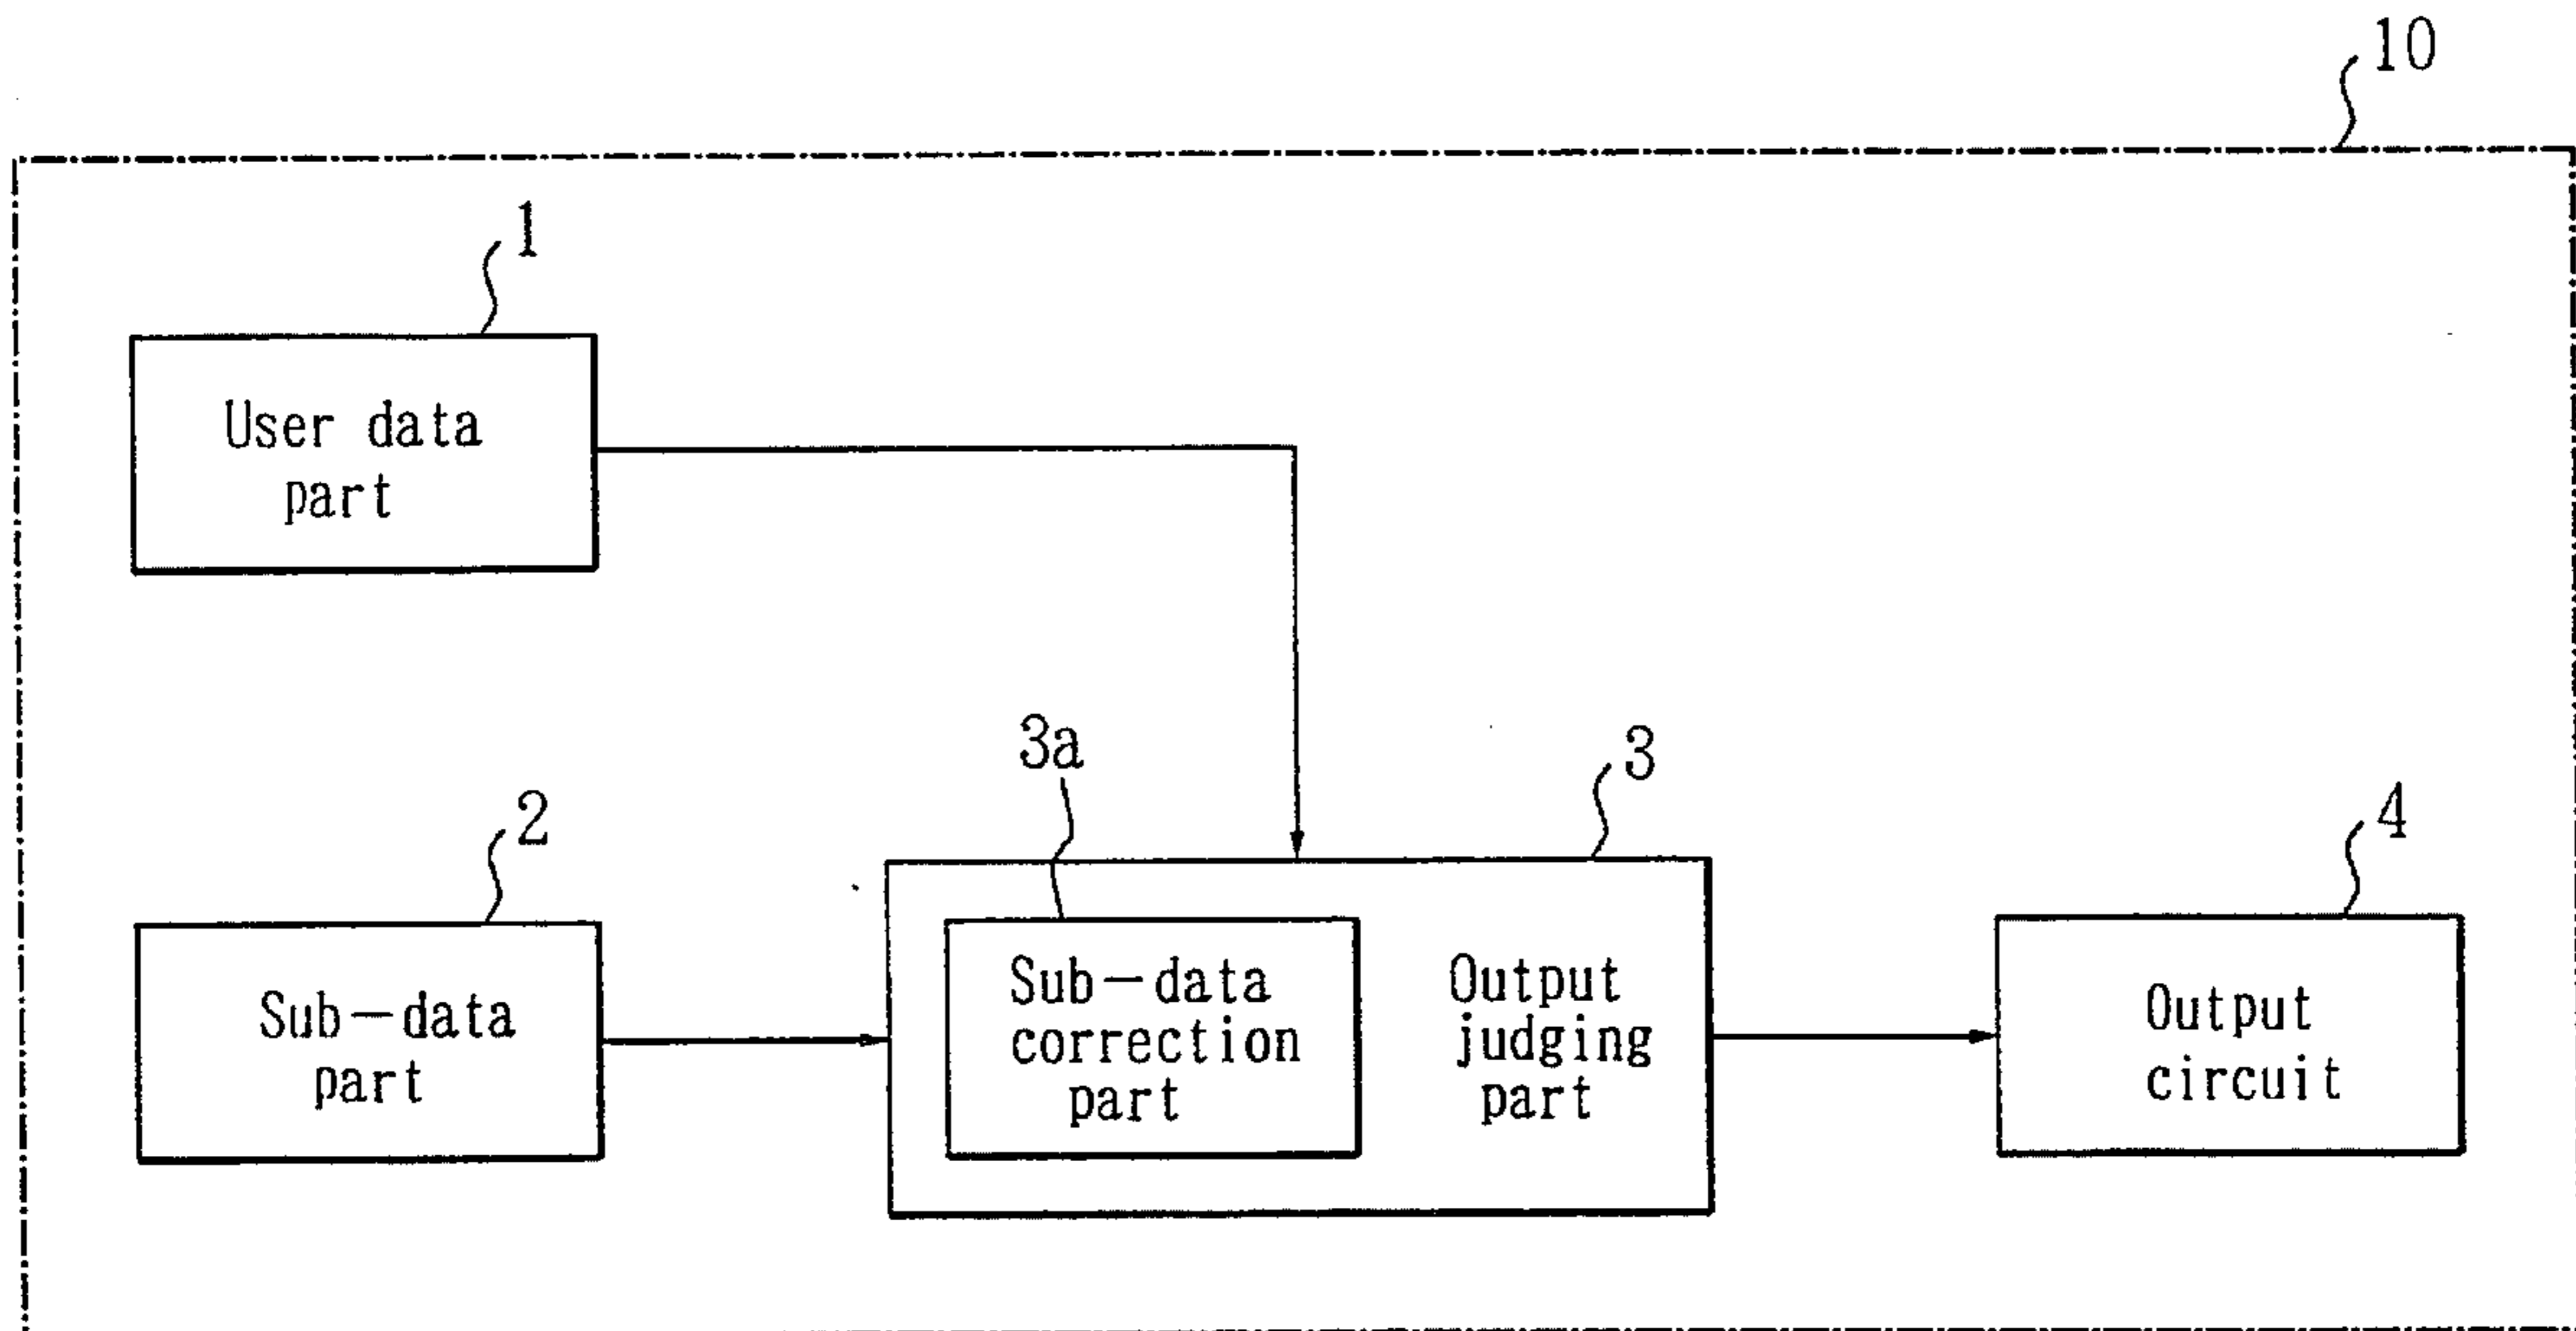 10
1
User data
part
2
Sub-data
part
3a
3
Sub-data
correction
part
Output
judging
part
4
Output
circuit